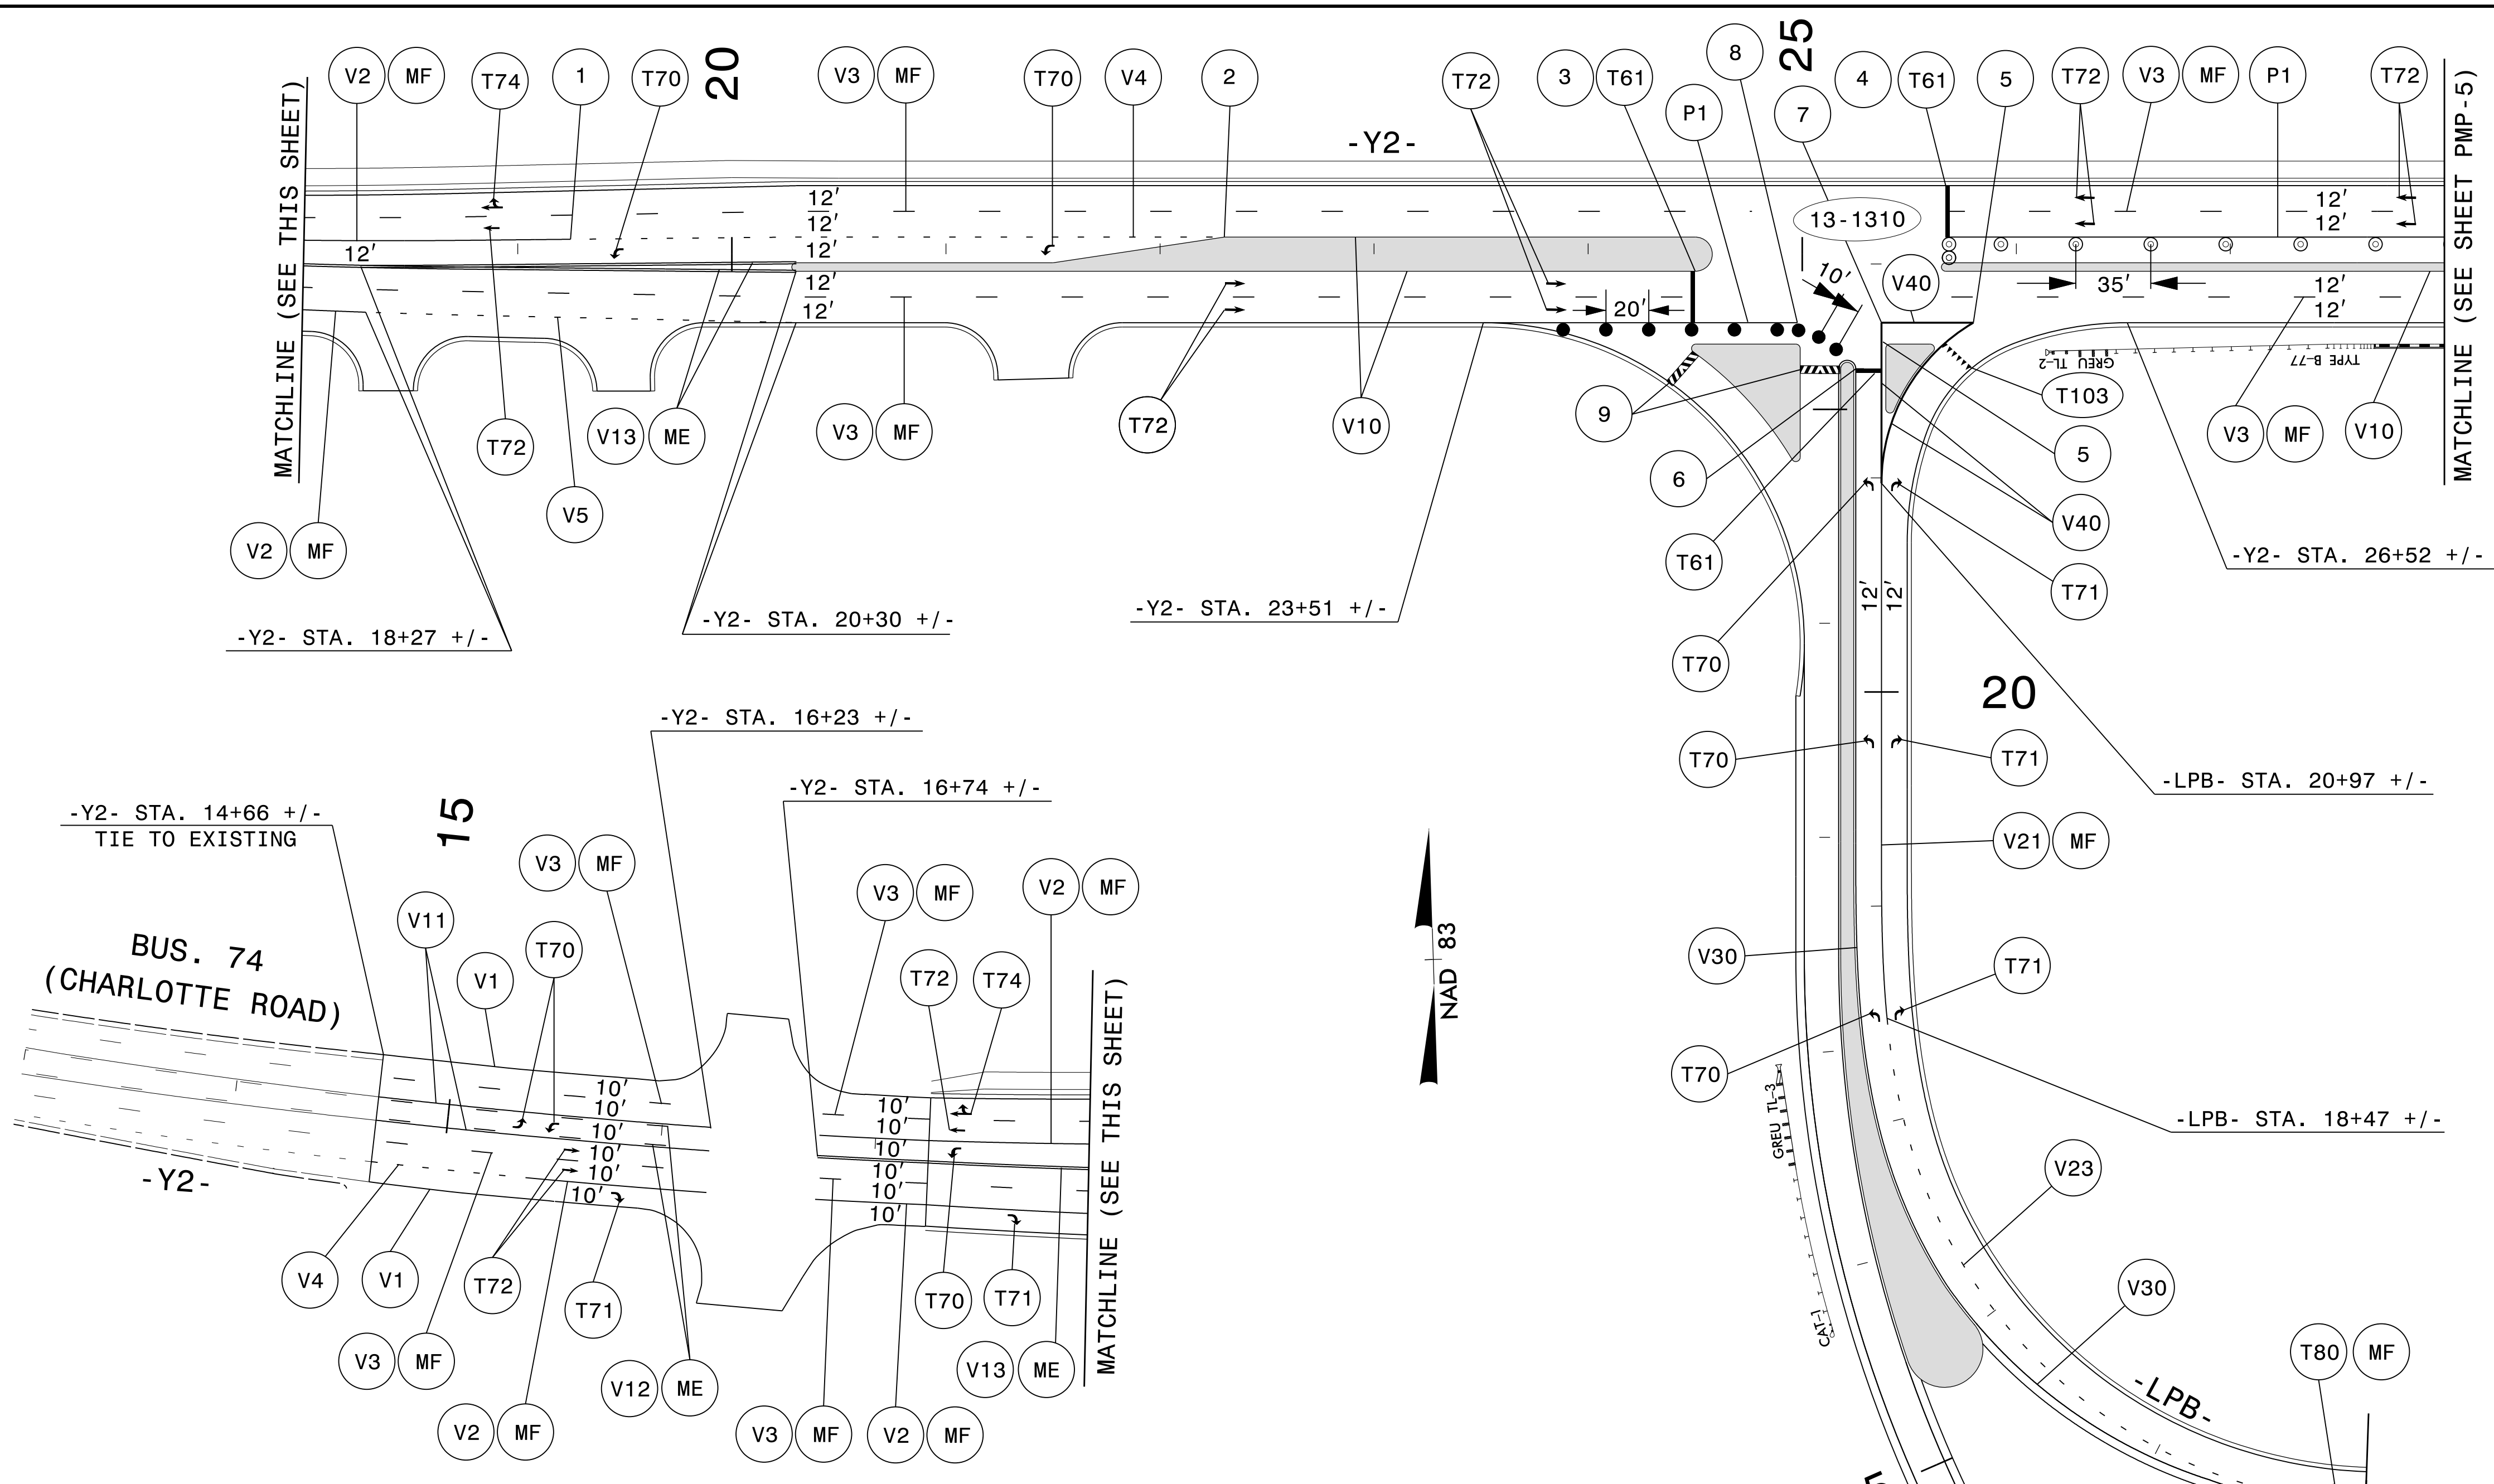 V2 MF
T74
1
T70
20
V3 MF
T70
V4
2
T72
3 T61
P1
8
25
7
4 T61
5
T72
V3 MF
P1
T72
MATCHLINE (SEE THIS SHEET)
-Y2-
MATCHLINE (SEE SHEET PMP-5)
12'
12'
12'
12'
12'
12'
13-1310
12'
12'
10'
V40
20'
35'
12'
12'
GREU TL-2
TYPE B-77
T103
V2 MF
T72
V5
V13 ME
V3 MF
T72
V10
9
6
T61
5
V3 MF
V10
V40
T71
T70
12'
12'
-Y2- STA. 18+27 +/-
-Y2- STA. 20+30 +/-
-Y2- STA. 23+51 +/-
-Y2- STA. 26+52 +/-
20
T70
T71
-LPB- STA. 20+97 +/-
V21 MF
V30
T71
T70
-LPB- STA. 18+47 +/-
GREU TL-3
CAT-1
V23
V30
-LPB-
T80 MF
NAD 83
-Y2- STA. 16+23 +/-
-Y2- STA. 16+74 +/-
-Y2- STA. 14+66 +/-
TIE TO EXISTING
15
V3 MF
V11
V1
T70
BUS. 74
(CHARLOTTE ROAD)
-Y2-
10'
10'
10'
10'
10'
10'
V4
V1
T72
T71
V3 MF
V2 MF
V12 ME
V3 MF
V2 MF
T72
T74
10'
10'
10'
10'
10'
10'
T70
T71
V13 ME
V3 MF
V2 MF
MATCHLINE (SEE THIS SHEET)